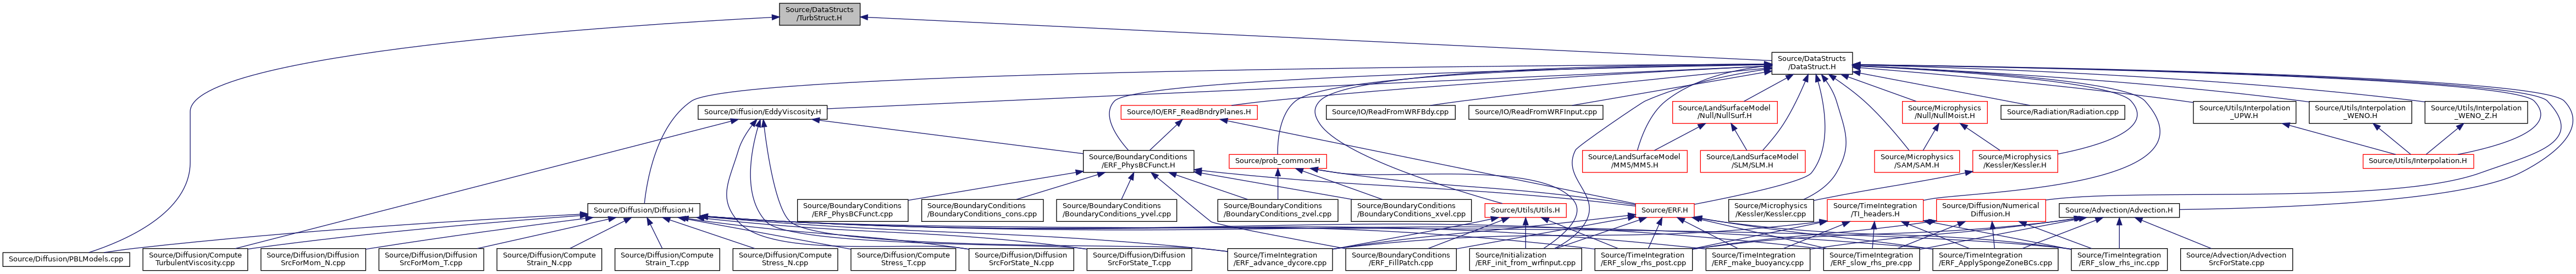 Source/DataStructs
/TurbStruct.H
Source/DataStructs
/DataStruct.H
Source/Diffusion/EddyViscosity.H
Source/IO/ERF_ReadBndryPlanes.H
Source/IO/ReadFromWRFBdy.cpp
Source/IO/ReadFromWRFInput.cpp
Source/LandSurfaceModel
/Null/NullSurf.H
Source/Microphysics
/Null/NullMoist.H
Source/Radiation/Radiation.cpp
Source/Utils/Interpolation
_UPW.H
Source/Utils/Interpolation
_WENO.H
Source/Utils/Interpolation
_WENO_Z.H
Source/BoundaryConditions
/ERF_PhysBCFunct.H
Source/prob_common.H
Source/LandSurfaceModel
/MM5/MM5.H
Source/LandSurfaceModel
/SLM/SLM.H
Source/Microphysics
/SAM/SAM.H
Source/Microphysics
/Kessler/Kessler.H
Source/Utils/Interpolation.H
Source/Diffusion/Diffusion.H
Source/BoundaryConditions
/ERF_PhysBCFunct.cpp
Source/BoundaryConditions
/BoundaryConditions_cons.cpp
Source/BoundaryConditions
/BoundaryConditions_yvel.cpp
Source/BoundaryConditions
/BoundaryConditions_zvel.cpp
Source/BoundaryConditions
/BoundaryConditions_xvel.cpp
Source/Utils/Utils.H
Source/ERF.H
Source/Microphysics
/Kessler/Kessler.cpp
Source/TimeIntegration
/TI_headers.H
Source/Diffusion/Numerical
Diffusion.H
Source/Advection/Advection.H
Source/Diffusion/PBLModels.cpp
Source/Diffusion/Compute
TurbulentViscosity.cpp
Source/Diffusion/Diffusion
SrcForMom_N.cpp
Source/Diffusion/Diffusion
SrcForMom_T.cpp
Source/Diffusion/Compute
Strain_N.cpp
Source/Diffusion/Compute
Strain_T.cpp
Source/Diffusion/Compute
Stress_N.cpp
Source/Diffusion/Compute
Stress_T.cpp
Source/Diffusion/Diffusion
SrcForState_N.cpp
Source/Diffusion/Diffusion
SrcForState_T.cpp
Source/TimeIntegration
/ERF_advance_dycore.cpp
Source/BoundaryConditions
/ERF_FillPatch.cpp
Source/Initialization
/ERF_init_from_wrfinput.cpp
Source/TimeIntegration
/ERF_slow_rhs_post.cpp
Source/TimeIntegration
/ERF_make_buoyancy.cpp
Source/TimeIntegration
/ERF_slow_rhs_pre.cpp
Source/TimeIntegration
/ERF_ApplySpongeZoneBCs.cpp
Source/TimeIntegration
/ERF_slow_rhs_inc.cpp
Source/Advection/Advection
SrcForState.cpp